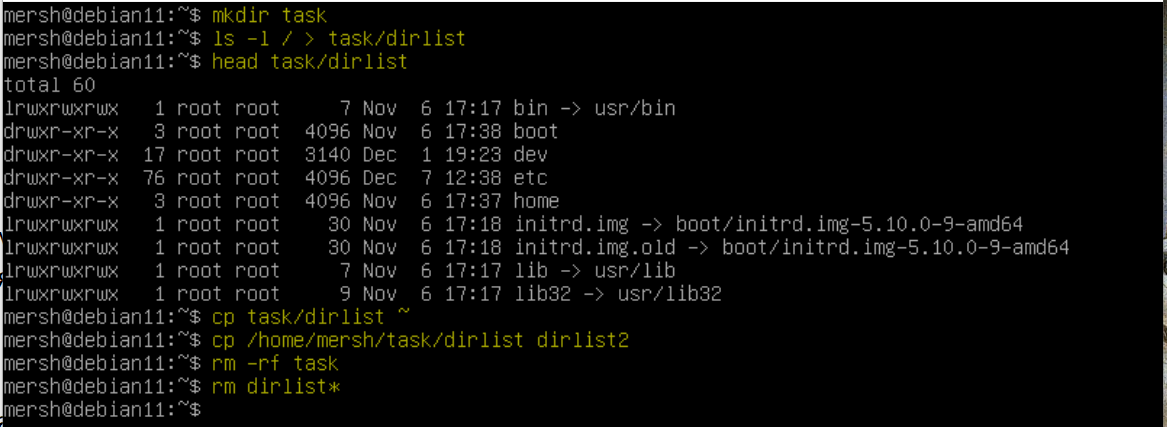 mersh@debian11:~$ mkdir task
mersh@debian11:~$ ls -l / > task/dirlist
mersh@debian11:~$ head task/dirlist
total 60
lrwxrwxrwx   1 root root     7 Nov  6 17:17 bin -> usr/bin
drwxr-xr-x   3 root root  4096 Nov  6 17:38 boot
drwxr-xr-x  17 root root  3140 Dec  1 19:23 dev
drwxr-xr-x  76 root root  4096 Dec  7 12:38 etc
drwxr-xr-x   3 root root  4096 Nov  6 17:37 home
lrwxrwxrwx   1 root root    30 Nov  6 17:18 initrd.img -> boot/initrd.img-5.10.0-9-amd64
lrwxrwxrwx   1 root root    30 Nov  6 17:18 initrd.img.old -> boot/initrd.img-5.10.0-9-amd64
lrwxrwxrwx   1 root root     7 Nov  6 17:17 lib -> usr/lib
lrwxrwxrwx   1 root root     9 Nov  6 17:17 lib32 -> usr/lib32
mersh@debian11:~$ cp task/dirlist ~
mersh@debian11:~$ cp /home/mersh/task/dirlist dirlist2
mersh@debian11:~$ rm -rf task
mersh@debian11:~$ rm dirlist*
mersh@debian11:~$